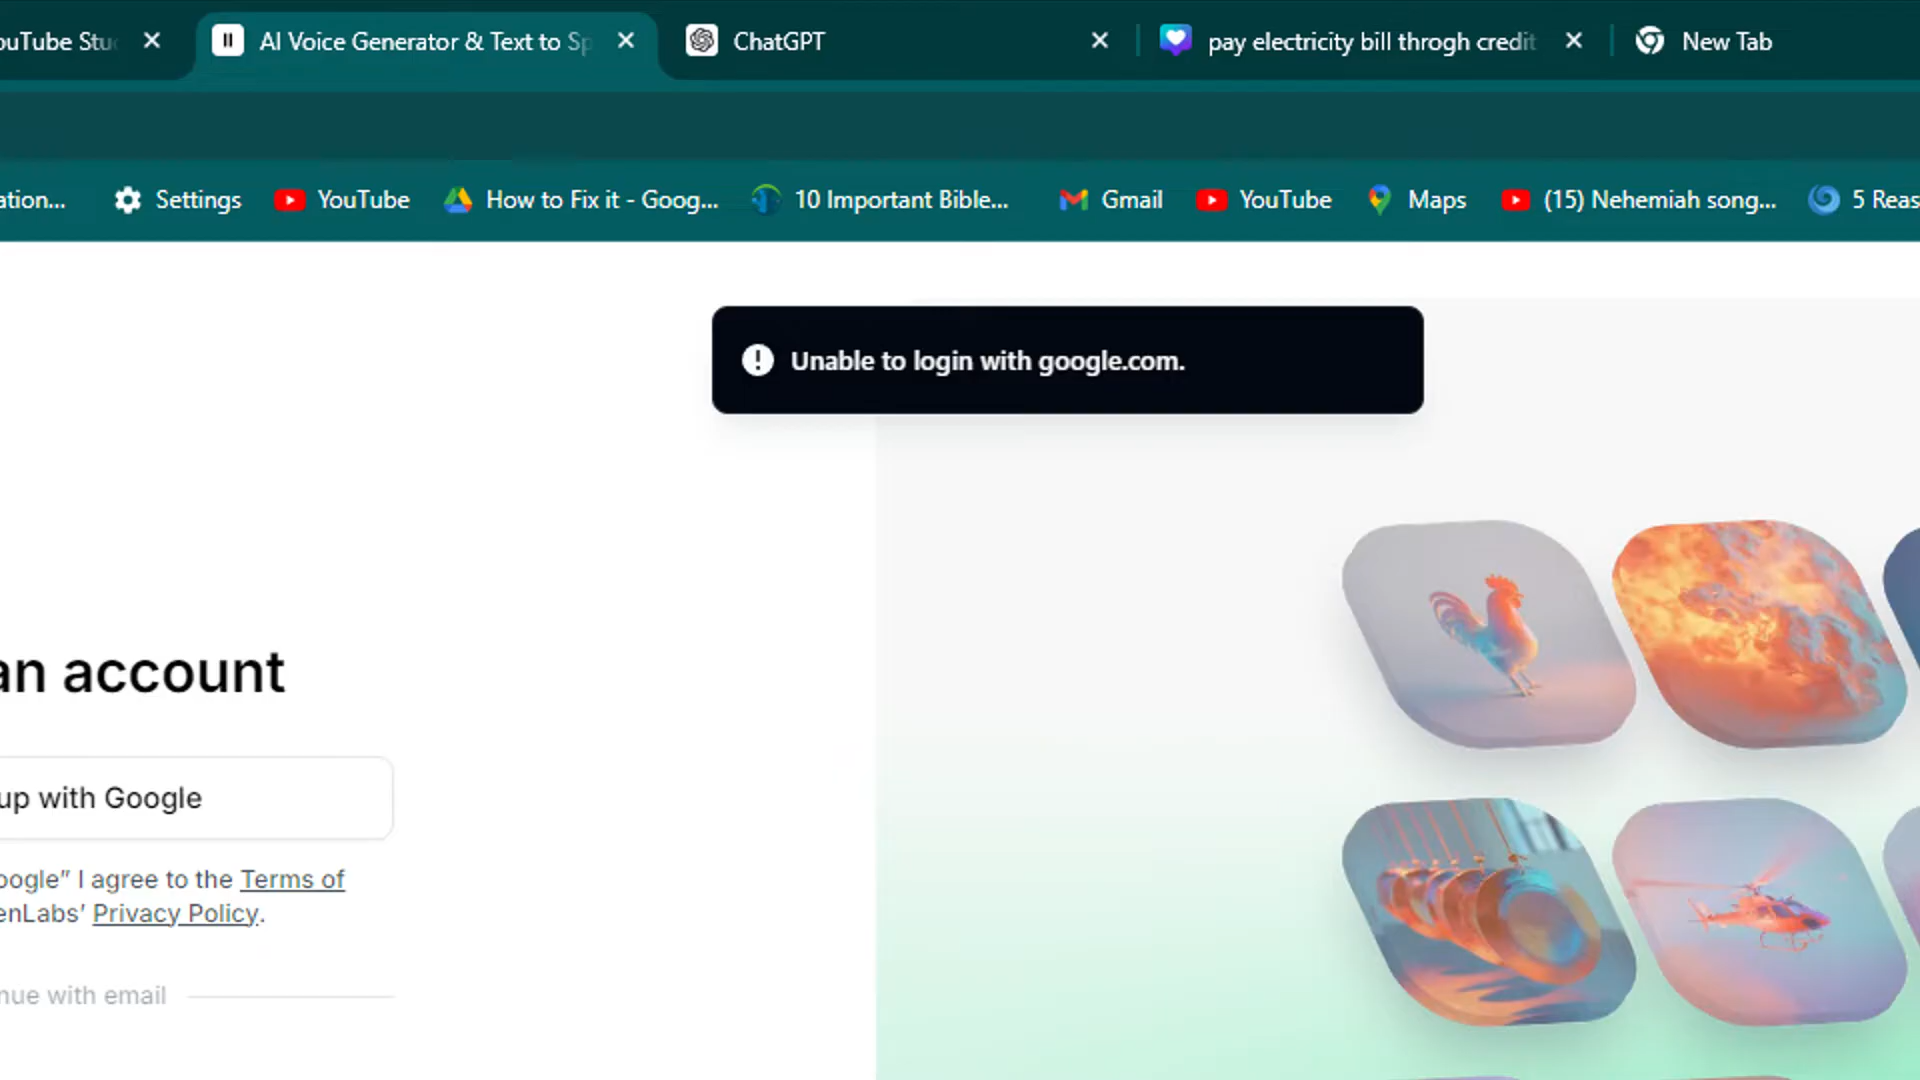 ouTube Stu
AI Voice Generator & Text to Sp
ChatGPT
pay electricity bill throgh credit
New Tab
ation...
Settings
YouTube
How to Fix it - Goog...
10 Important Bible...
Gmail
YouTube
Maps
(15) Nehemiah song...
5 Reas
Unable to login with google.com.
an account
up with Google
oogle” I agree to the Terms of
enLabs’ Privacy Policy.
nue with email